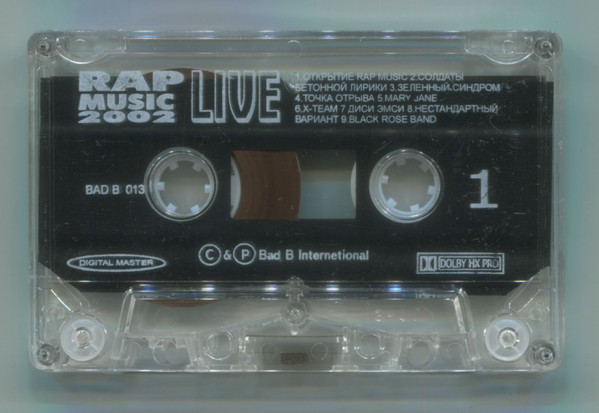 RAP
MUSIC
2002
LIVE
1.ОТКРЫТИЕ RAP MUSIC 2.СОЛДАТЫ
БЕТОННОЙ ЛИРИКИ 3.ЗЕЛЕННЫЙ.СИНДРОМ
4.ТОЧКА ОТРЫВА 5.MARY JANE
6.X-TEAM 7.ДИСИ ЭМСИ 8.НЕСТАНДАРТНЫЙ
ВАРИАНТ 9.BLACK ROSE BAND
BAD B 013
1
DIGITAL MASTER
C & P Bad B Internetional
DOLBY HX PRO